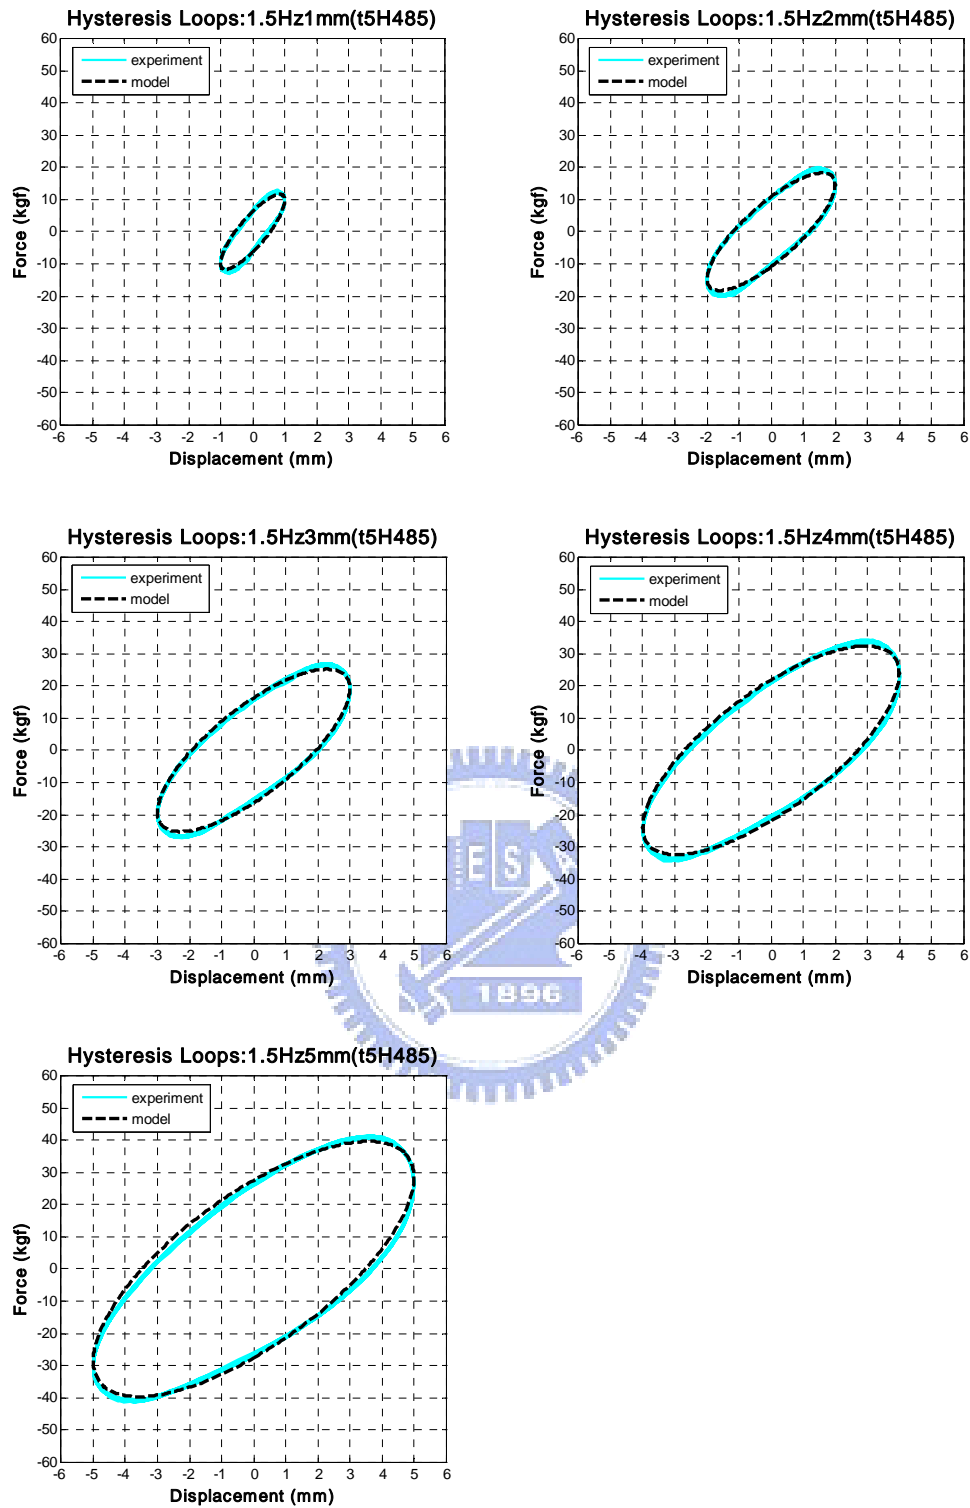 Hysteresis Loops:1.5Hz1mm(t5H485)
60
50
40
30
20
10
0
-10
-20
-30
-40
-50
-60
experiment
model
Force (kgf)
-6 -5 -4 -3 -2 -1 0 1 2 3 4 5 6
Displacement (mm)
Hysteresis Loops:1.5Hz2mm(t5H485)
60
50
40
30
20
10
0
-10
-20
-30
-40
-50
-60
experiment
model
Force (kgf)
-6 -5 -4 -3 -2 -1 0 1 2 3 4 5 6
Displacement (mm)
Hysteresis Loops:1.5Hz3mm(t5H485)
60
50
40
30
20
10
0
-10
-20
-30
-40
-50
-60
experiment
model
Force (kgf)
-6 -5 -4 -3 -2 -1 0 1 2 3 4 5 6
Displacement (mm)
Hysteresis Loops:1.5Hz4mm(t5H485)
60
50
40
30
20
10
0
-10
-20
-30
-40
-50
-60
experiment
model
Force (kgf)
-6 -5 -4 -3 -2 -1 0 1 2 3 4 5 6
Displacement (mm)
E S
1896
Hysteresis Loops:1.5Hz5mm(t5H485)
60
50
40
30
20
10
0
-10
-20
-30
-40
-50
-60
experiment
model
Force (kgf)
-6 -5 -4 -3 -2 -1 0 1 2 3 4 5 6
Displacement (mm)